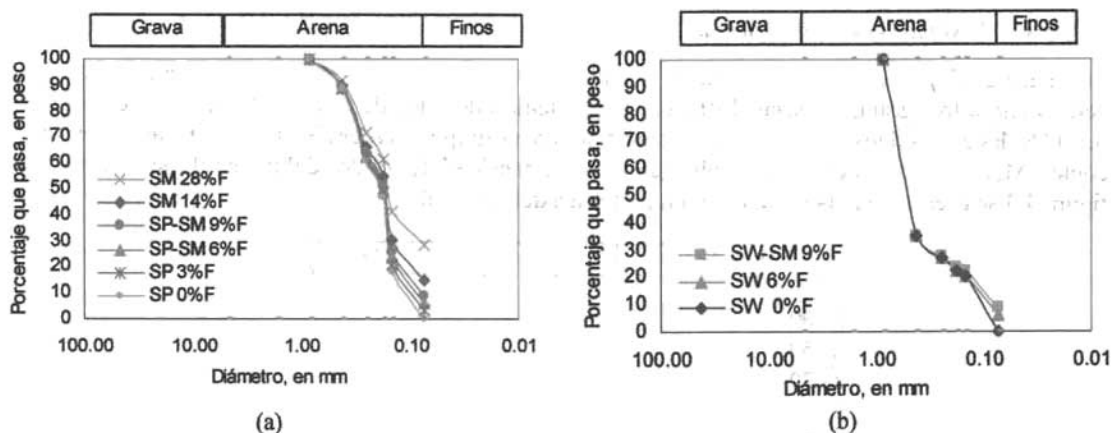 Grava Arena Finos
Porcentaje que pasa, en peso
100
90
80
70
60
50
40
30
20
10
0
SM 28%F
SM 14%F
SP-SM 9%F
SP-SM 6%F
SP 3%F
SP 0%F
100.00 10.00 1.00 0.10 0.01
Diámetro, en mm
(a)
Grava Arena Finos
Porcentaje que pasa, en peso
100
90
80
70
60
50
40
30
20
10
0
SW-SM 9%F
SW 6%F
SW 0%F
100.00 10.00 1.00 0.10 0.01
Diámetro, en mm
(b)